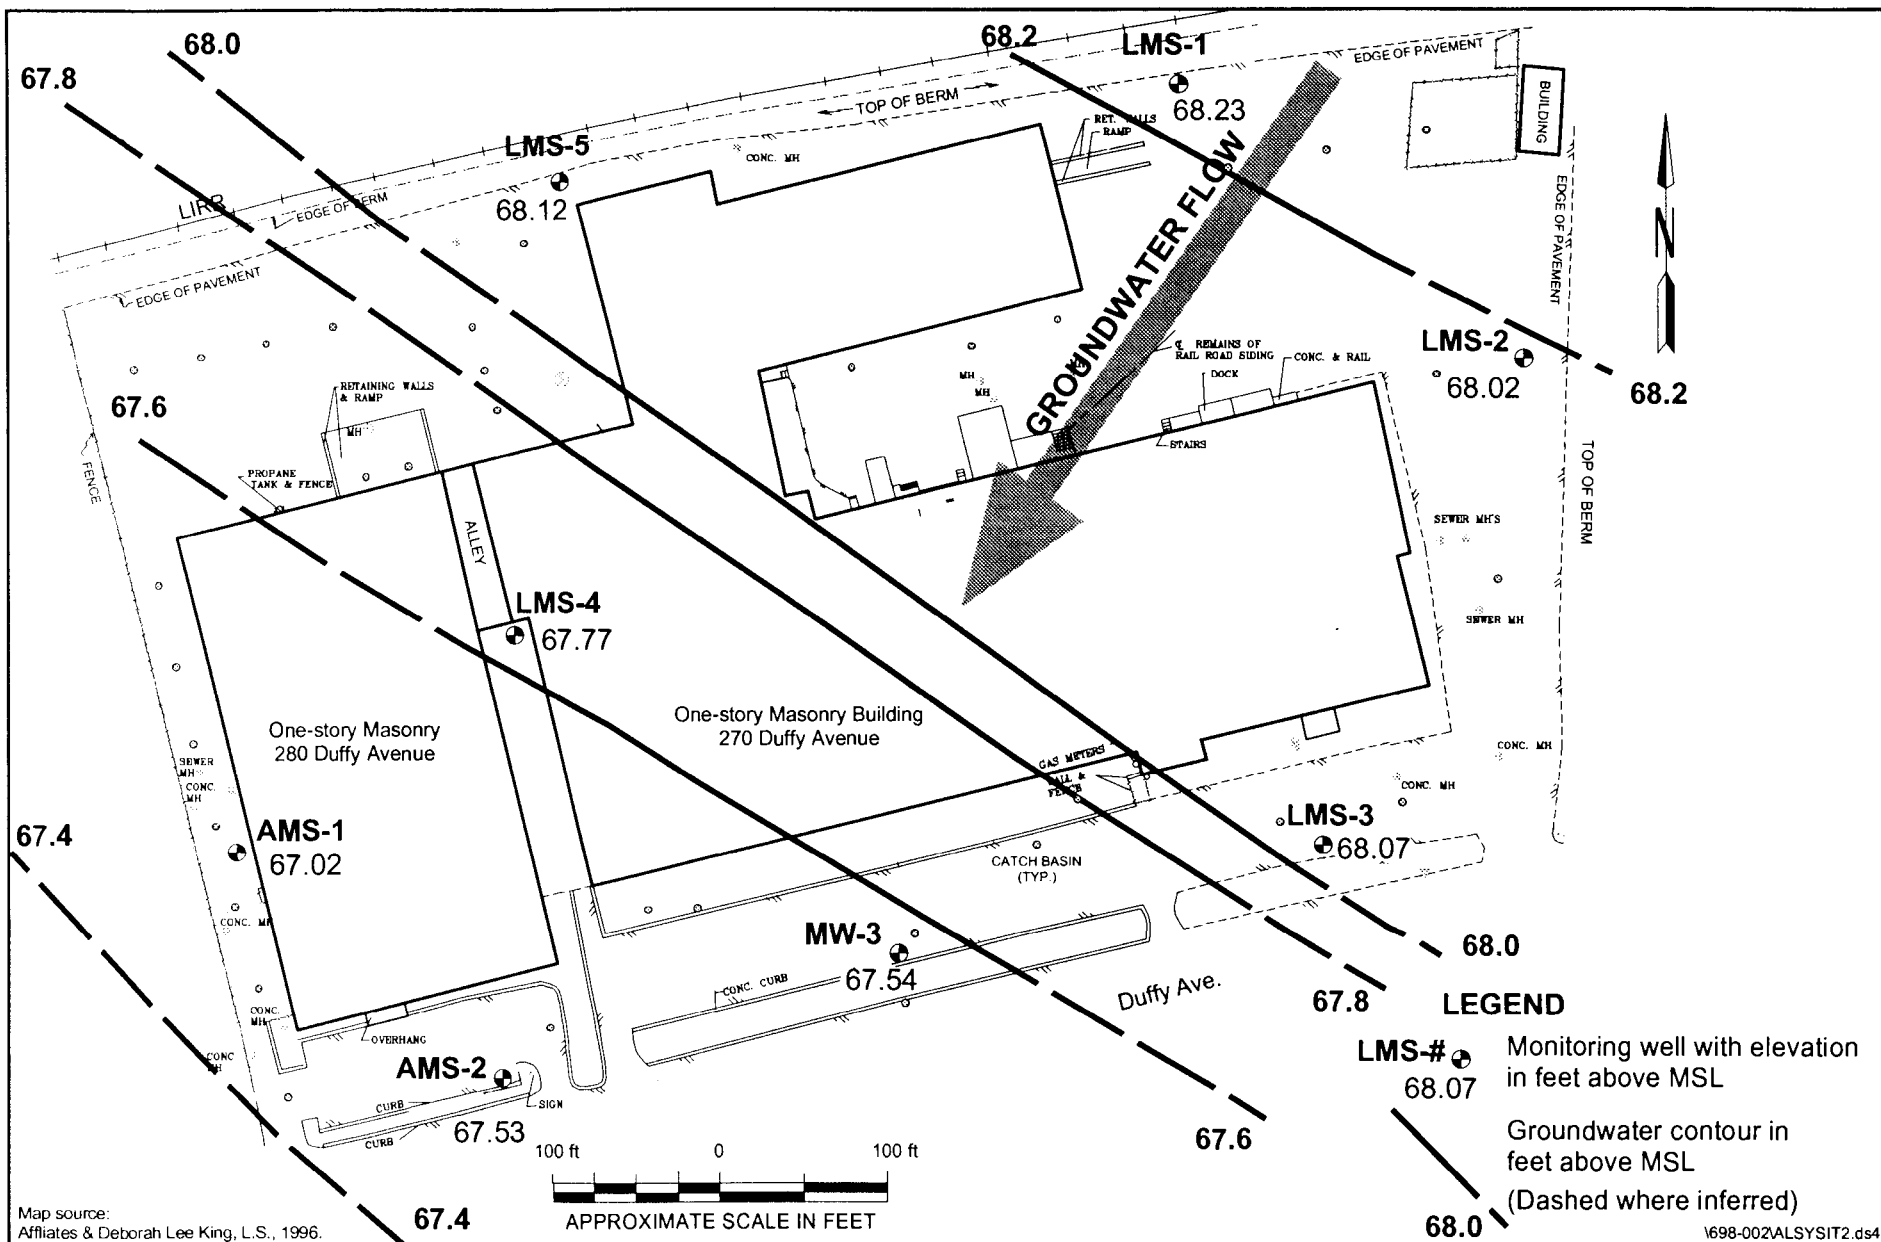 68.0
68.2
LMS-1
EDGE OF PAVEMENT
67.8
68.23
TOP OF BERM
BUILDING
RET. WALLS
RAMP
LMS-5
68.12
CONC. MH
LIRR
EDGE OF BERM
EDGE OF PAVEMENT
EDGE OF PAVEMENT
N
GROUNDWATER FLOW
LMS-2
68.02
68.2
℄ REMAINS OF
RAIL ROAD SIDING
CONC. & RAIL
DOCK
MH
MH
STAIRS
RETAINING WALLS
& RAMP
MH
67.6
FENCE
PROPANE
TANK & FENCE
ALLEY
TOP OF BERM
SEWER MH'S
SEWER MH
LMS-4
67.77
One-story Masonry
280 Duffy Avenue
One-story Masonry Building
270 Duffy Avenue
GAS METERS
FENCE
CONC. MH
CONC. MH
SEWER
MH
CONC.
MH
67.4
AMS-1
67.02
LMS-3
68.07
CATCH BASIN
(TYP.)
CONC. MH
MW-3
67.54
CONC. CURB
Duffy Ave.
68.0
67.8
CONC.
MH
OVERHANG
CONC
MH
AMS-2
67.53
CURB
CURB
SIGN
67.6
LEGEND
LMS-#
68.07
Monitoring well with elevation
in feet above MSL
Groundwater contour in
feet above MSL
(Dashed where inferred)
68.0
100 ft
0
100 ft
APPROXIMATE SCALE IN FEET
67.4
Map source:
Affliates & Deborah Lee King, L.S., 1996.
\698-002\ALSYSIT2.ds4